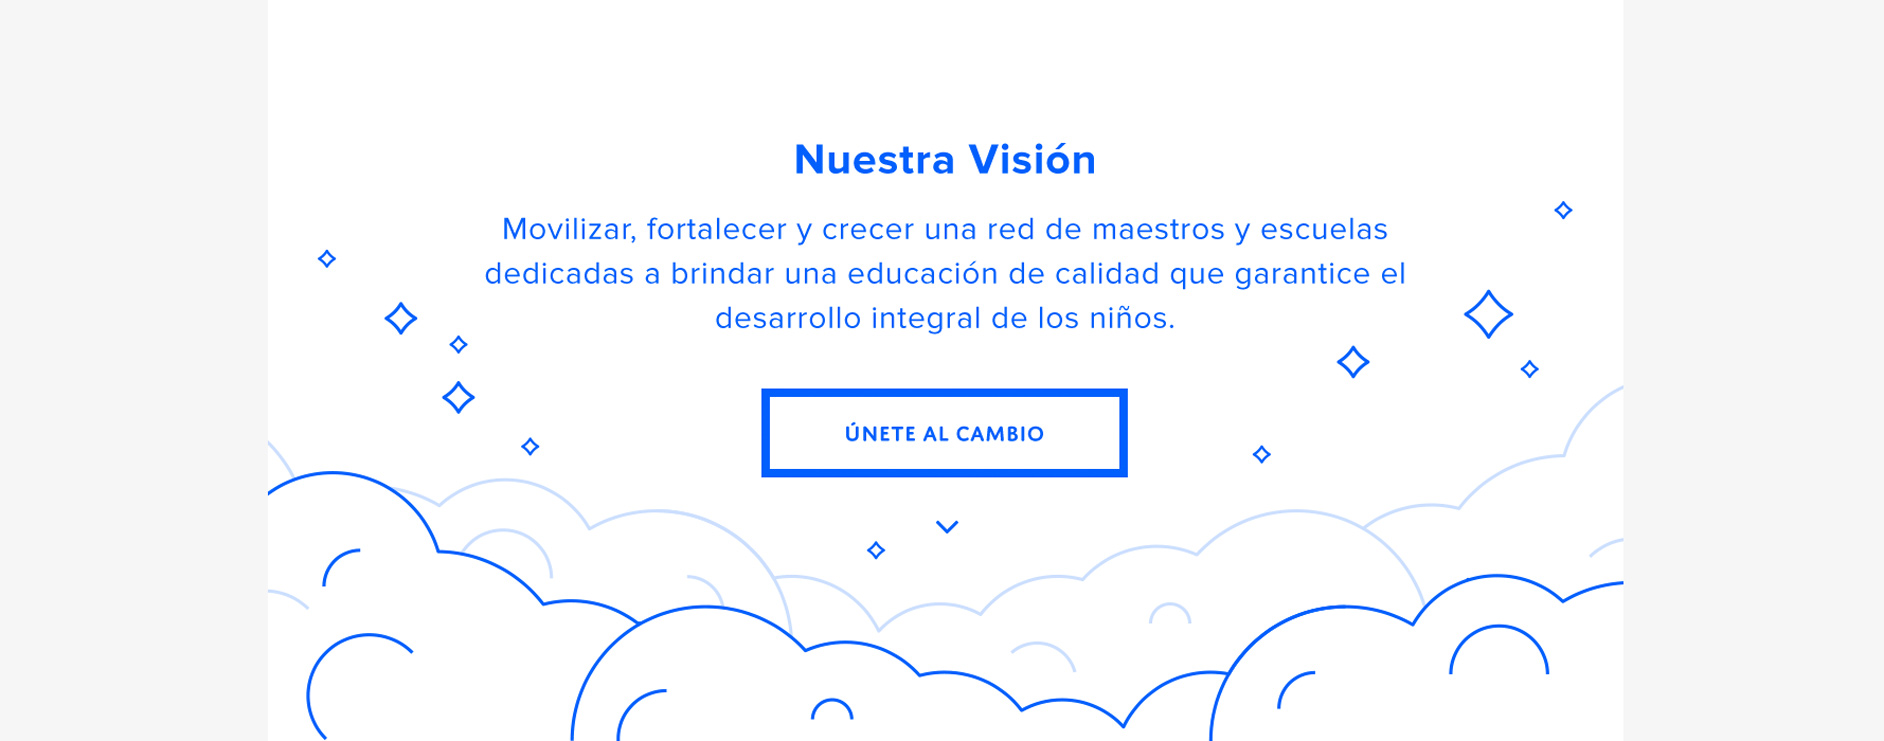 Nuestra Visión
Movilizar, fortalecer y crecer una red de maestros y escuelas
dedicadas a brindar una educación de calidad que garantice el
desarrollo integral de los niños.
ÚNETE AL CAMBIO